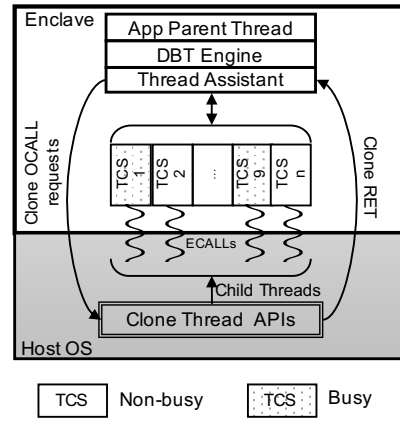 Enclave
App Parent Thread
DBT Engine
Thread Assistant
Clone OCALL
requests
Clone RET
TCS
1
TCS
2
...
TCS
9
TCS
n
ECALLs
Child Threads
Clone Thread APIs
Host OS
TCS
Non-busy
TCS
Busy